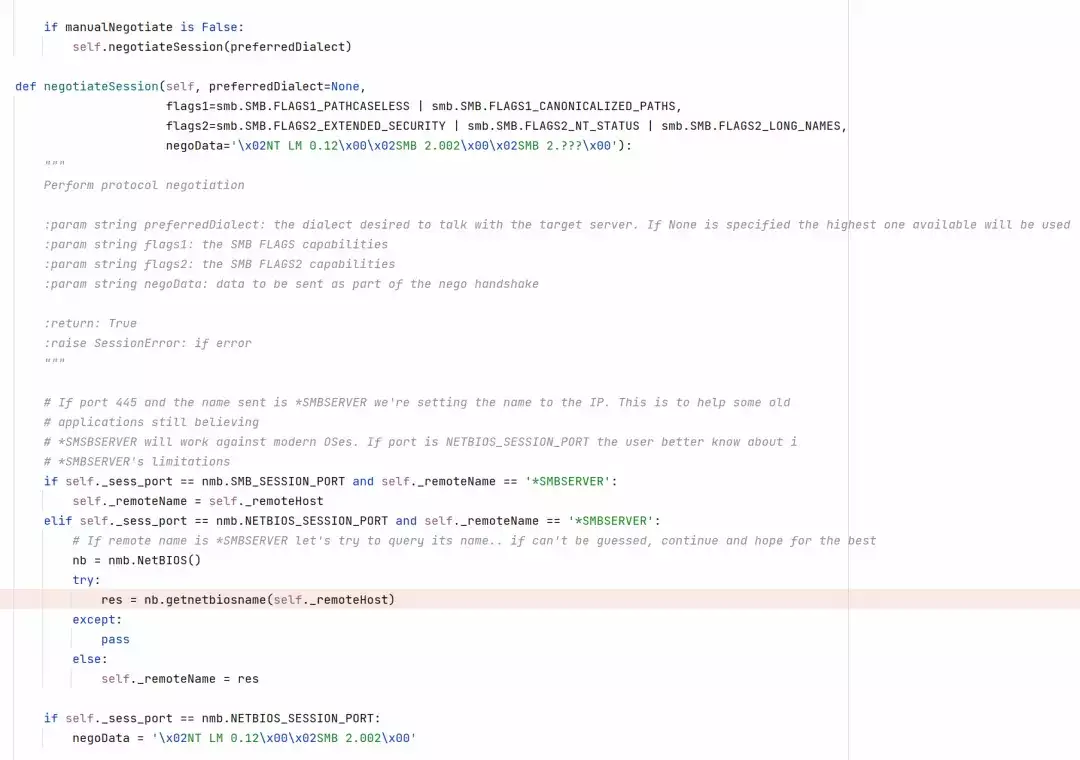 if manualNegotiate is False:
self.negotiateSession(preferredDialect)
def negotiateSession(self, preferredDialect=None,
flags1=smb.SMB.FLAGS1_PATHCASELESS | smb.SMB.FLAGS1_CANONICALIZED_PATHS,
flags2=smb.SMB.FLAGS2_EXTENDED_SECURITY | smb.SMB.FLAGS2_NT_STATUS | smb.SMB.FLAGS2_LONG_NAMES,
negoData='\x02NT LM 0.12\x00\x02SMB 2.002\x00\x02SMB 2.???\x00'):
"""
Perform protocol negotiation
:param string preferredDialect: the dialect desired to talk with the target server. If None is specified the highest one available will be used
:param string flags1: the SMB FLAGS capabilities
:param string flags2: the SMB FLAGS2 capabilities
:param string negoData: data to be sent as part of the nego handshake
:return: True
:raise SessionError: if error
"""
# If port 445 and the name sent is *SMBSERVER we're setting the name to the IP. This is to help some old
# applications still believing
# *SMSBSERVER will work against modern OSes. If port is NETBIOS_SESSION_PORT the user better know about i
# *SMBSERVER's limitations
if self._sess_port == nmb.SMB_SESSION_PORT and self._remoteName == '*SMBSERVER':
self._remoteName = self._remoteHost
elif self._sess_port == nmb.NETBIOS_SESSION_PORT and self._remoteName == '*SMBSERVER':
# If remote name is *SMBSERVER let's try to query its name.. if can't be guessed, continue and hope for the best
nb = nmb.NetBIOS()
try:
res = nb.getnetbiosname(self._remoteHost)
except:
pass
else:
self._remoteName = res
if self._sess_port == nmb.NETBIOS_SESSION_PORT:
negoData = '\x02NT LM 0.12\x00\x02SMB 2.002\x00'